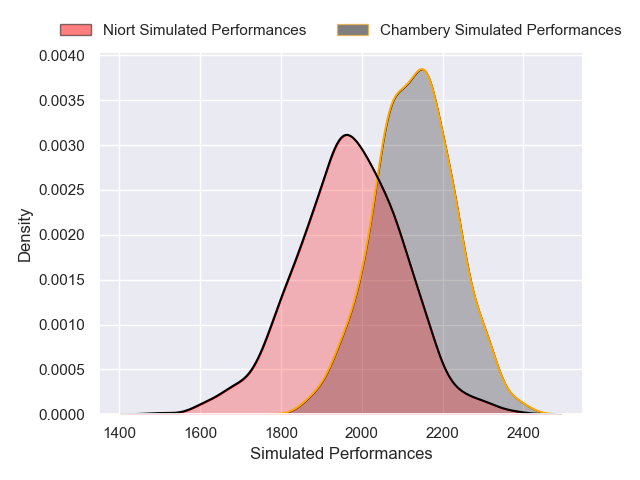 Niort Simulated Performances
Chambery Simulated Performances
0.0040
0.0035
0.0030
0.0025
0.0020
0.0015
0.0010
0.0005
0.0000
Density
1400 1600 1800 2000 2200 2400
Simulated Performances